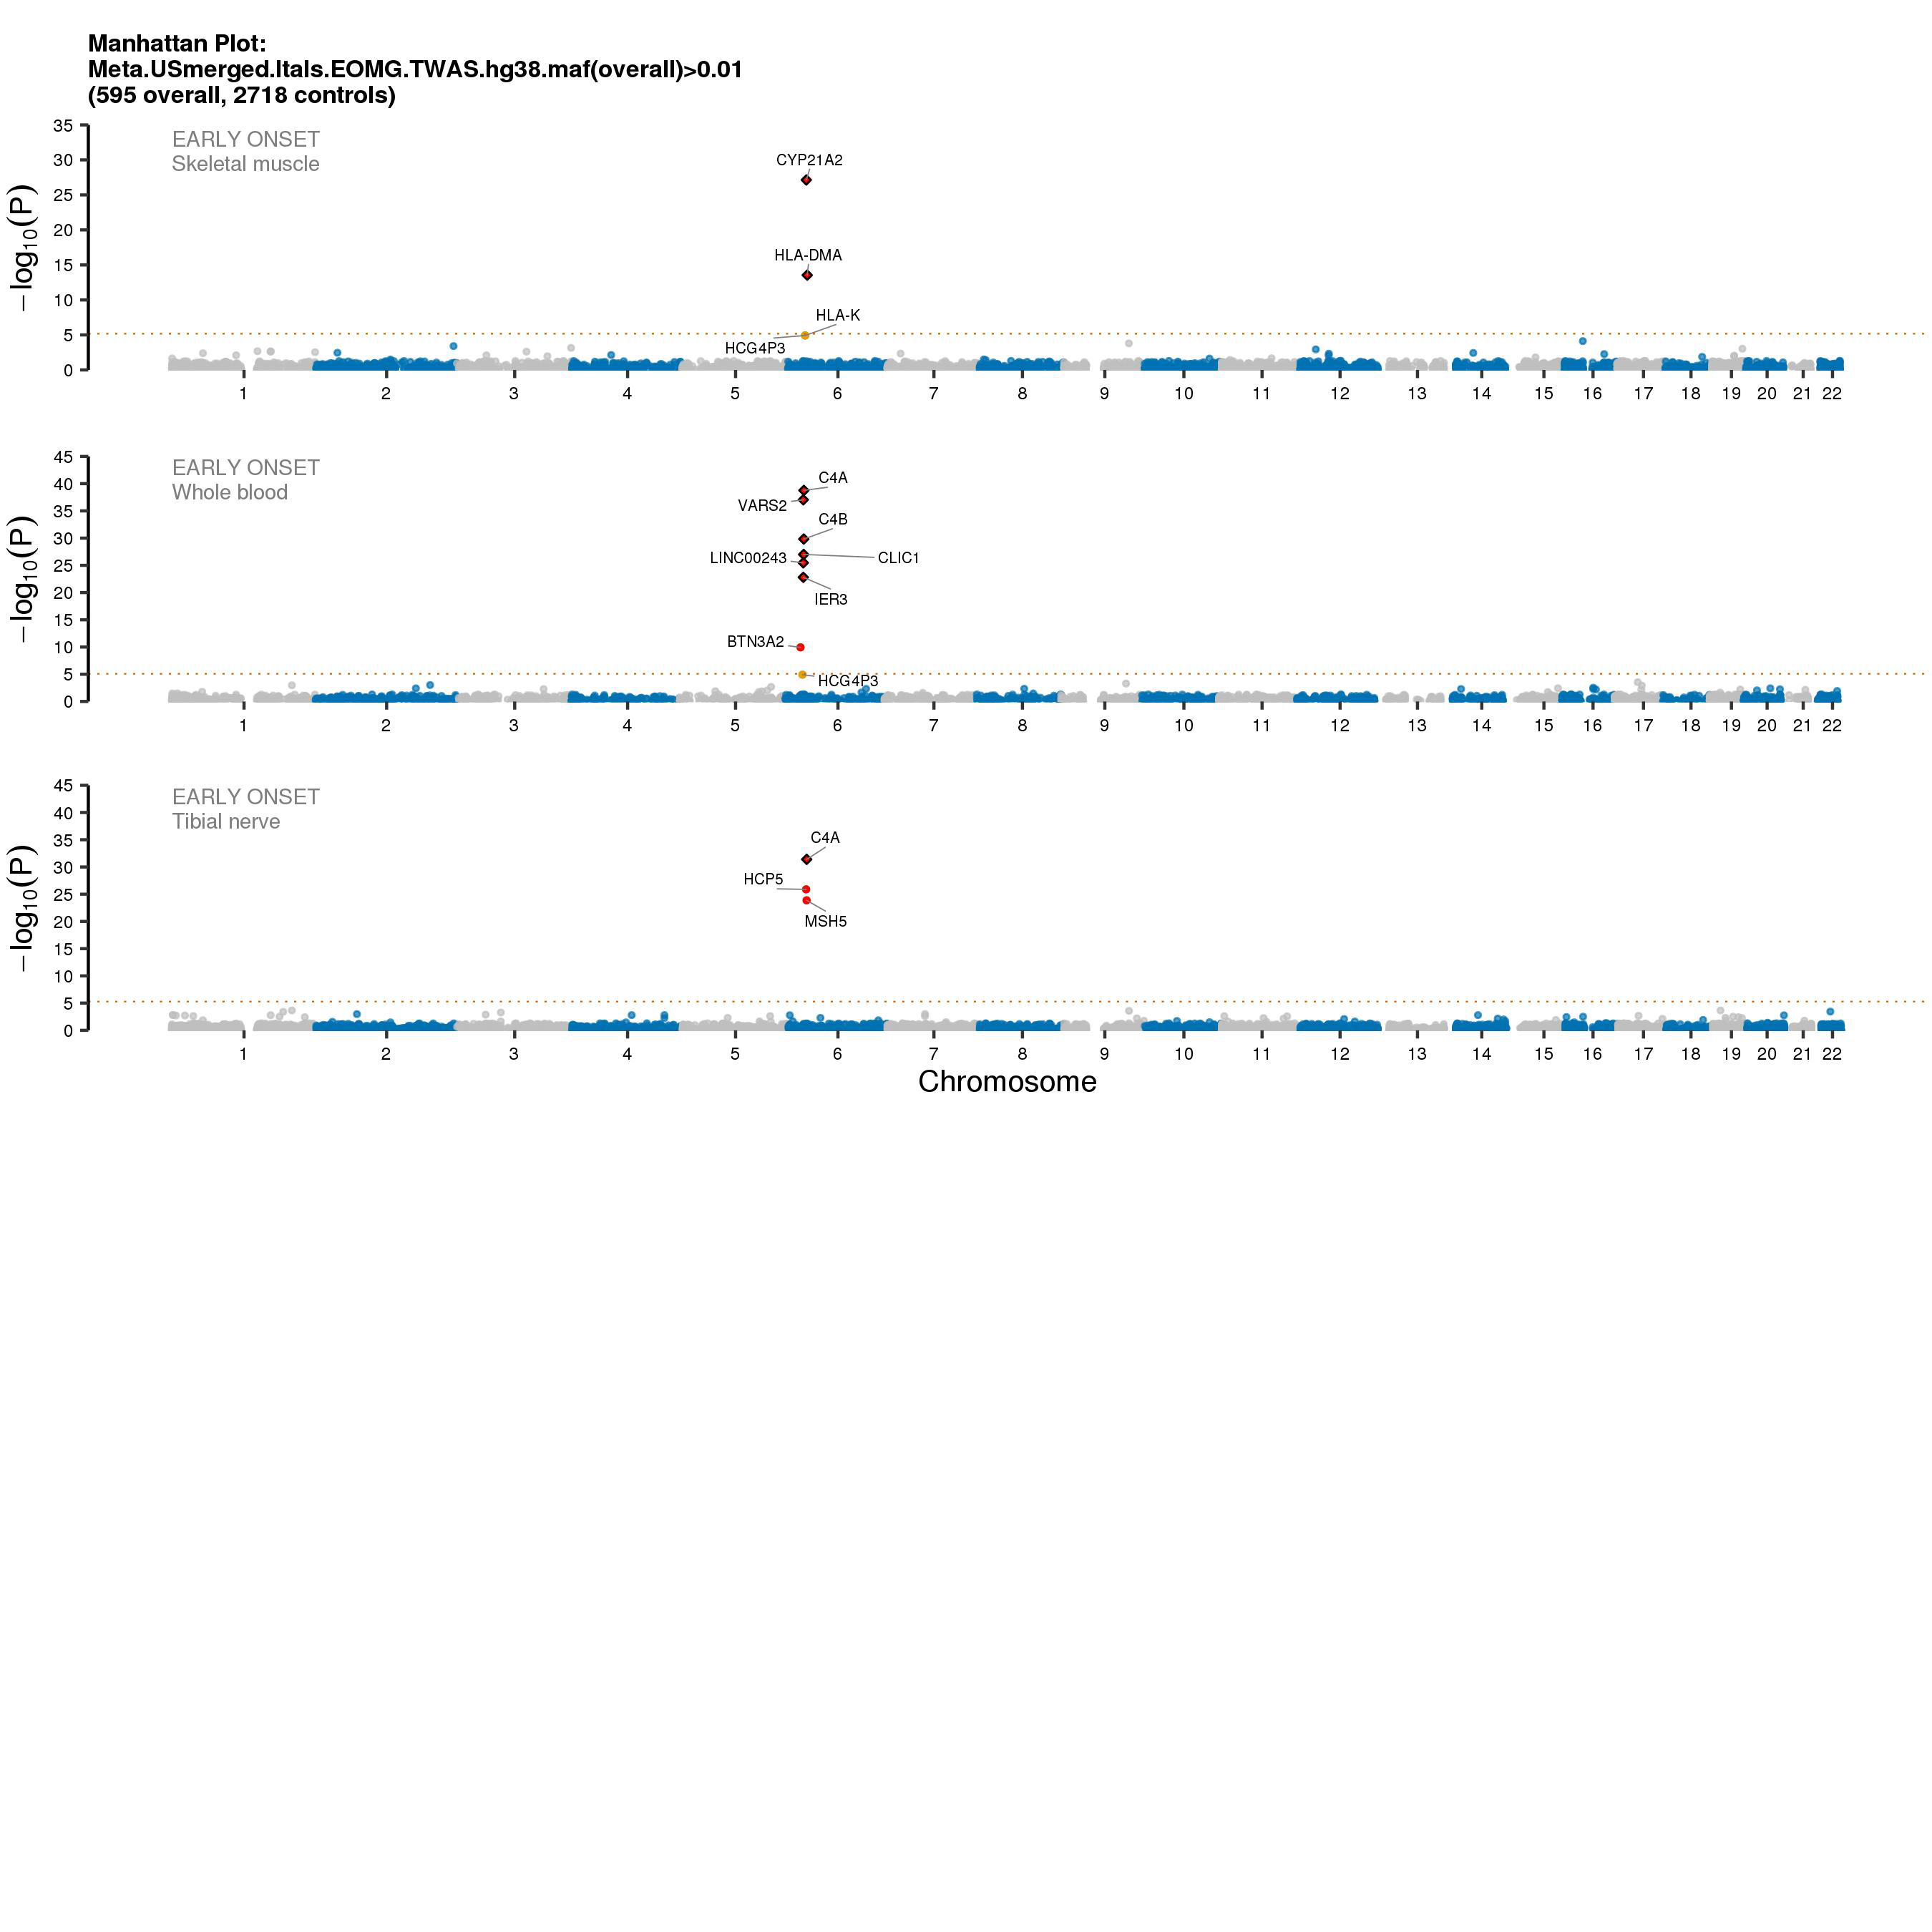 Manhattan Plot:
Meta.USmerged.Itals.EOMG.TWAS.hg38.maf(overall)>0.01
(595 overall, 2718 controls)
35
30
25
20
15
10
5
0
−log10(P)
EARLY ONSET
Skeletal muscle
CYP21A2
HLA-DMA
HLA-K
HCG4P3
1 2 3 4 5 6 7 8 9 10 11 12 13 14 15 16 17 18 19 20 21 22
45
40
35
30
25
20
15
10
5
0
−log10(P)
EARLY ONSET
Whole blood
C4A
VARS2
C4B
LINC00243
CLIC1
IER3
BTN3A2
HCG4P3
1 2 3 4 5 6 7 8 9 10 11 12 13 14 15 16 17 18 19 20 21 22
45
40
35
30
25
20
15
10
5
0
−log10(P)
EARLY ONSET
Tibial nerve
C4A
HCP5
MSH5
1 2 3 4 5 6 7 8 9 10 11 12 13 14 15 16 17 18 19 20 21 22
Chromosome